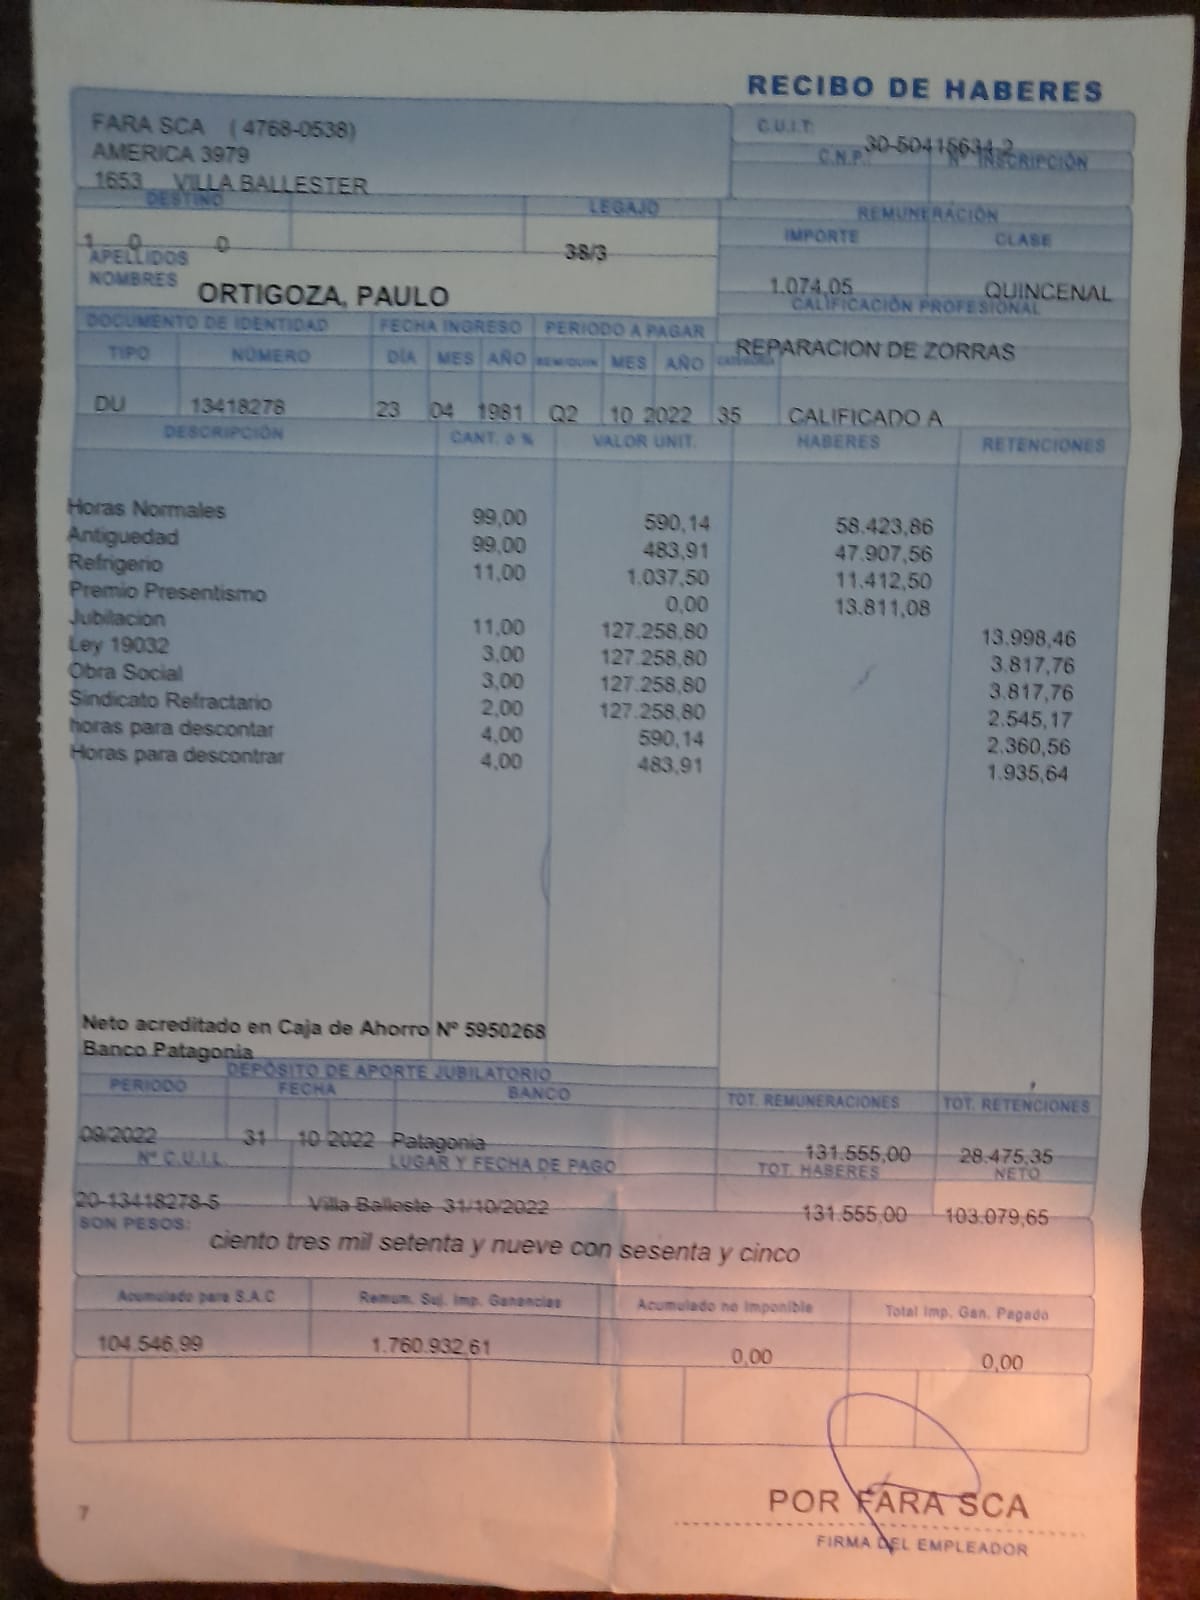 RECIBO DE HABERES
FARA SCA ( 4768-0538)
AMERICA 3979
1653 VILLA BALLESTER
C.U.I.T:
30-50415634-2
C.N.P.: Nº INSCRIPCIÓN
DESTINO LEGAJO
1 0 0 38/3
REMUNERACIÓN
IMPORTE CLASE
1.074,05 QUINCENAL
APELLIDOS
NOMBRES
ORTIGOZA, PAULO
CALIFICACIÓN PROFESIONAL
REPARACION DE ZORRAS
DOCUMENTO DE IDENTIDAD FECHA INGRESO PERIODO A PAGAR
TIPO NÚMERO DÍA MES AÑO SEM/QUIN MES AÑO CATEGORIA
DU 13418278 23 04 1981 Q2 10 2022 35 CALIFICADO A
DESCRIPCIÓN CANT. ó % VALOR UNIT. HABERES RETENCIONES
Horas Normales 99,00 590,14 58.423,86
Antiguedad 99,00 483,91 47.907,56
Refrigerio 11,00 1.037,50 11.412,50
Premio Presentismo 0,00 13.811,08
Jubilacion 11,00 127.258,80 13.998,46
Ley 19032 3,00 127.258,80 3.817,76
Obra Social 3,00 127.258,80 3.817,76
Sindicato Refractario 2,00 127.258,80 2.545,17
horas para descontar 4,00 590,14 2.360,56
Horas para descontrar 4,00 483,91 1.935,64
Neto acreditado en Caja de Ahorro Nº 5950268
Banco Patagonia
DEPÓSITO DE APORTE JUBILATORIO
PERIODO FECHA BANCO TOT. REMUNERACIONES TOT. RETENCIONES
09/2022 31 10 2022 Patagonia 131.555,00 28.475,35
Nº C.U.I.L. LUGAR Y FECHA DE PAGO TOT. HABERES NETO
20-13418278-5 Villa Balleste 31/10/2022 131.555,00 103.079,65
SON PESOS:
ciento tres mil setenta y nueve con sesenta y cinco
Acumulado para S.A.C Remum. Suj. Imp. Ganancias Acumulado no Imponible Total Imp. Gan. Pagado
104.546,99 1.760.932,61 0,00 0,00
7
POR FARA SCA
FIRMA DEL EMPLEADOR